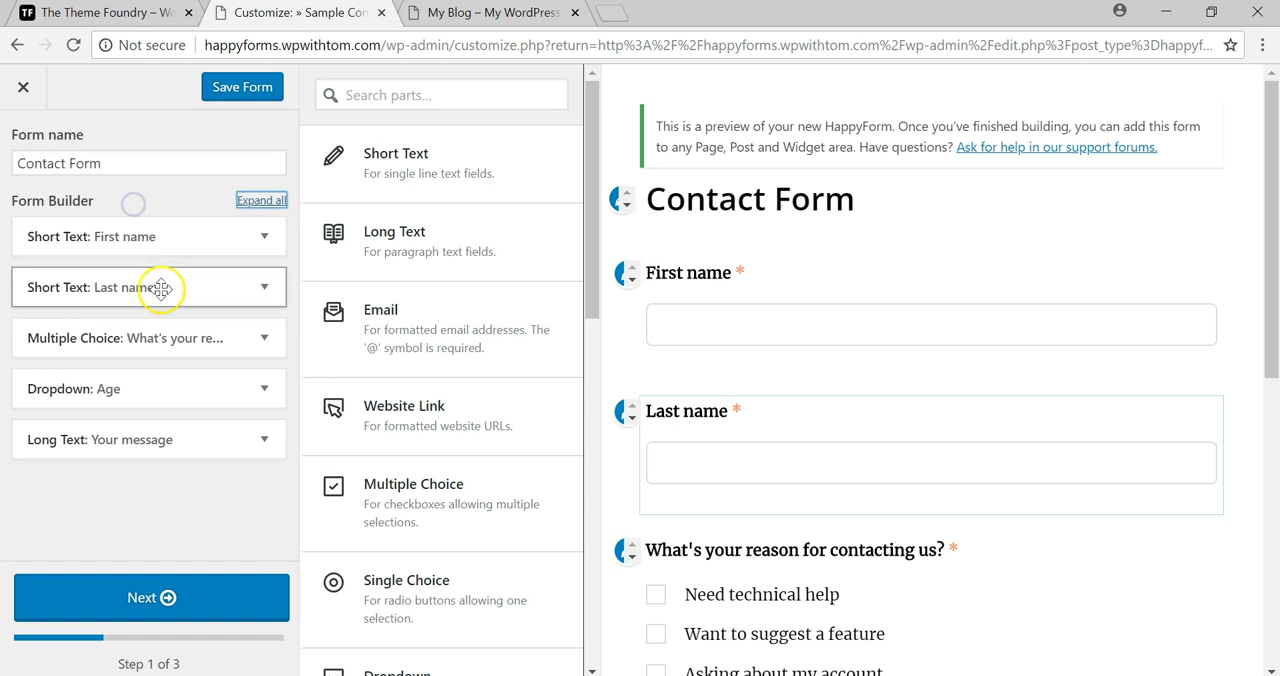 The Theme Foundry – Wo
Customize: » Sample Con
My Blog – My WordPress
Not secure
happyforms.wpwithtom.com/wp-admin/customize.php?return=http%3A%2F%2Fhappyforms.wpwithtom.com%2Fwp-admin%2Fedit.php%3Fpost_type%3Dhappyf...
Save Form
Form name
Contact Form
Form Builder
Expand all
Short Text: First name
Short Text: Last name
Multiple Choice: What's your re...
Dropdown: Age
Long Text: Your message
Next
Step 1 of 3
Search parts...
Short Text
For single line text fields.
Long Text
For paragraph text fields.
Email
For formatted email addresses. The
'@' symbol is required.
Website Link
For formatted website URLs.
Multiple Choice
For checkboxes allowing multiple
selections.
Single Choice
For radio buttons allowing one
selection.
Dropdown
This is a preview of your new HappyForm. Once you've finished building, you can add this form
to any Page, Post and Widget area. Have questions? Ask for help in our support forums.
Contact Form
First name *
Last name *
What's your reason for contacting us? *
Need technical help
Want to suggest a feature
Asking about my account